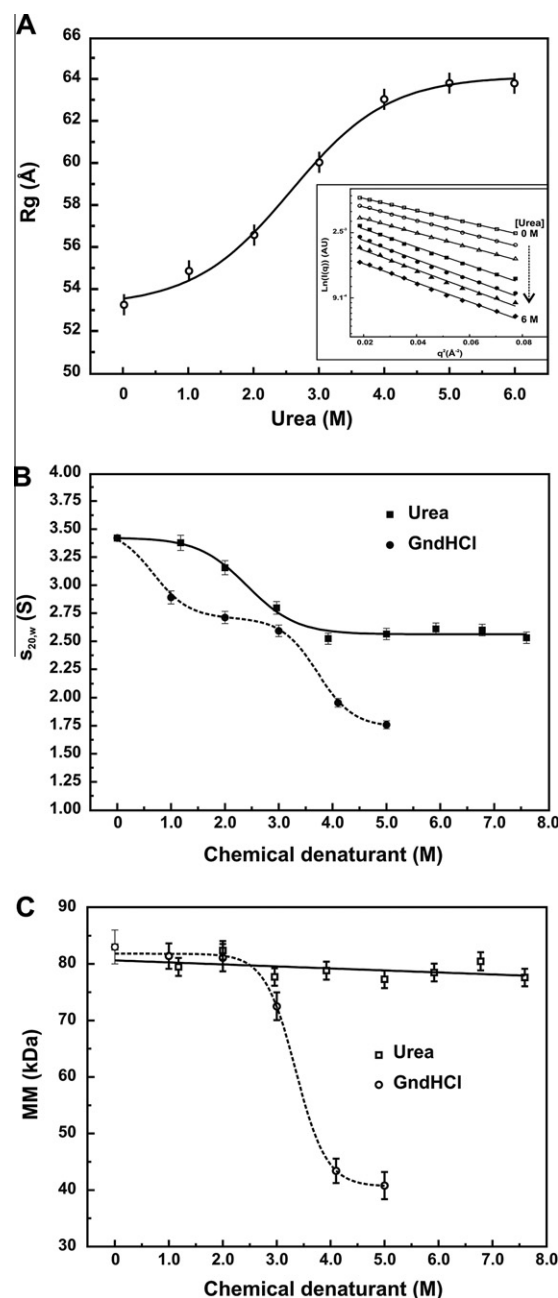 A
66
64
62
60
58
56
54
52
50
Rg (Å)
0 1.0 2.0 3.0 4.0 5.0 6.0
Urea (M)
Ln(I(q)) (AU)
2.5°
9.1°
[Urea]
0 M
6 M
0.02 0.04 0.06 0.08
q²(Å⁻²)
B
4.00
3.75
3.50
3.25
3.00
2.75
2.50
2.25
2.00
1.75
1.50
1.25
1.00
s20,w (S)
Urea
GndHCl
0 1.0 2.0 3.0 4.0 5.0 6.0 7.0 8.0
Chemical denaturant (M)
C
90
80
70
60
50
40
30
MM (kDa)
Urea
GndHCl
0 1.0 2.0 3.0 4.0 5.0 6.0 7.0 8.0
Chemical denaturant (M)